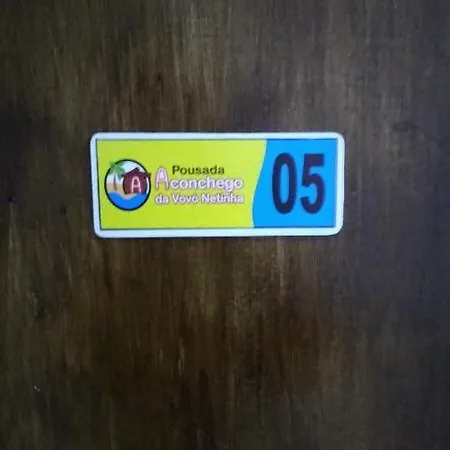 Pousada
Aconchego
da Vovó Netinha
05
A